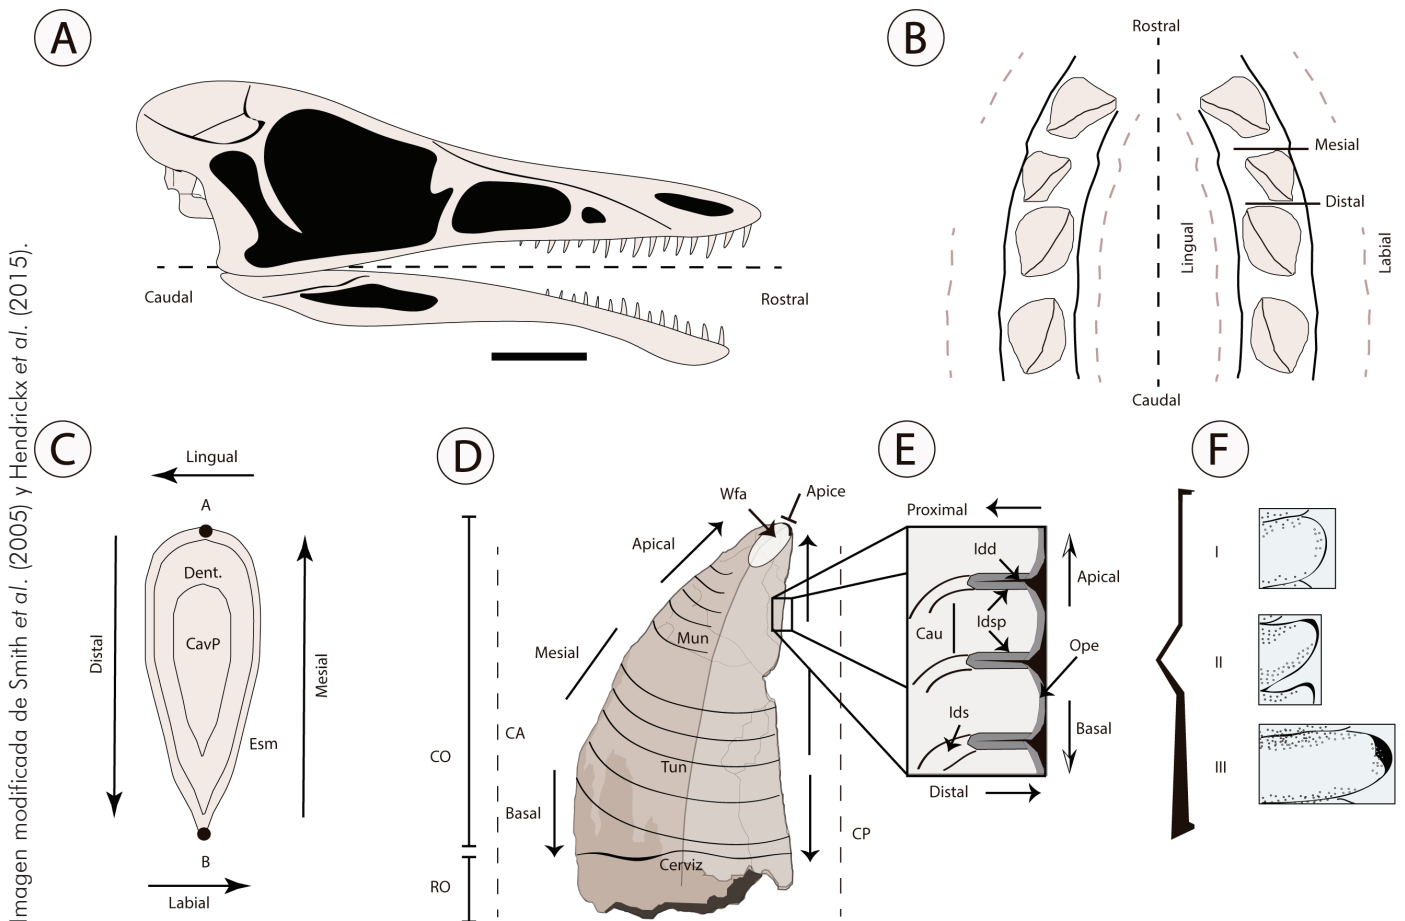 Imagen modificada de Smith et al. (2005) y Hendrickx et al. (2015).
A
Caudal
Rostral
B
Rostral
Mesial
Distal
Lingual
Labial
Caudal
C
Lingual
A
Dent.
CavP
Distal
Mesial
Esm
B
Labial
D
Wfa
Apice
Apical
Mun
Mesial
CA
CO
Tun
Basal
CP
Cerviz
RO
E
Proximal
Idd
Apical
Idsp
Cau
Ope
Ids
Basal
Distal
F
I
II
III